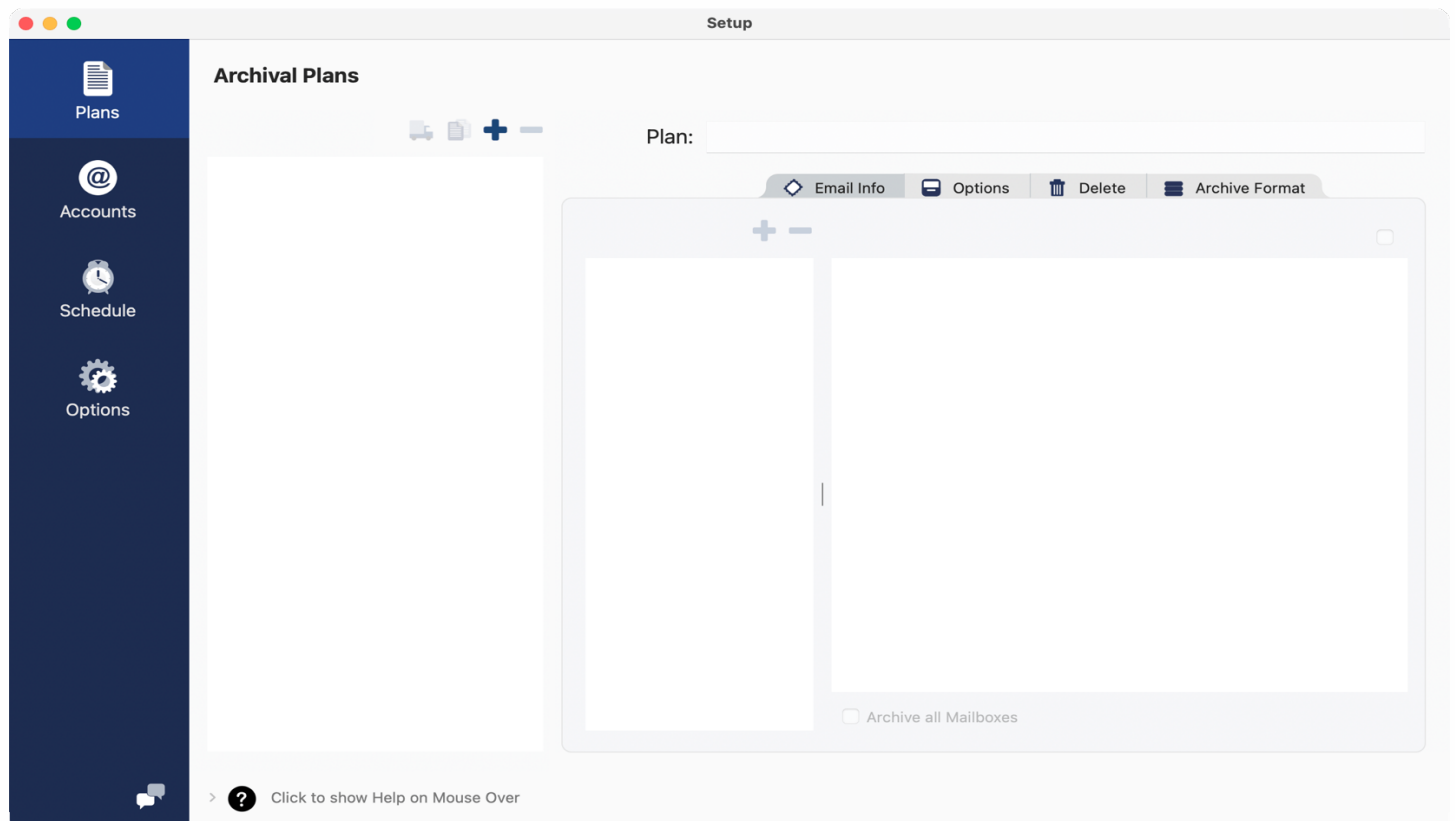 Setup
Plans
Accounts
Schedule
Options
Archival Plans
Plan:
Email Info
Options
Delete
Archive Format
Archive all Mailboxes
? Click to show Help on Mouse Over